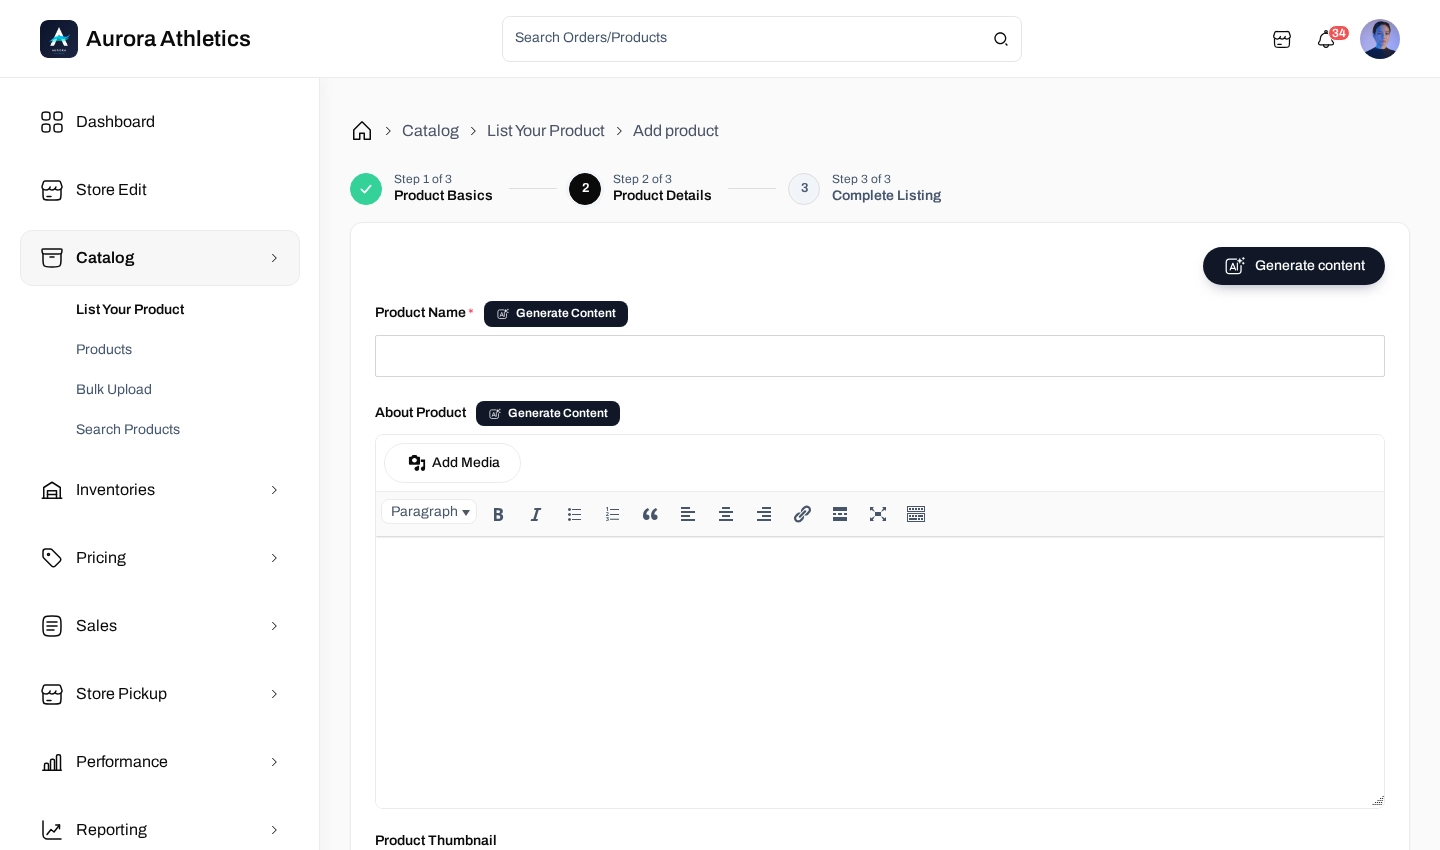 Aurora Athletics
Search Orders/Products
34
Dashboard
Store Edit
Catalog
List Your Product
Products
Bulk Upload
Search Products
Inventories
Pricing
Sales
Store Pickup
Performance
Reporting
Catalog
List Your Product
Add product
Step 1 of 3
Product Basics
2
Step 2 of 3
Product Details
3
Step 3 of 3
Complete Listing
AI Generate content
Product Name *
AI Generate Content
About Product
AI Generate Content
Add Media
Paragraph
Product Thumbnail